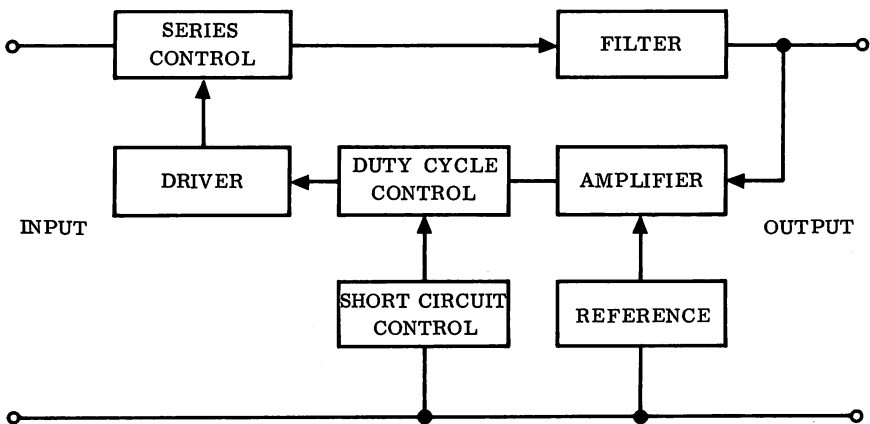 SERIES
CONTROL
FILTER
DRIVER
DUTY CYCLE
CONTROL
AMPLIFIER
INPUT
OUTPUT
SHORT CIRCUIT
CONTROL
REFERENCE